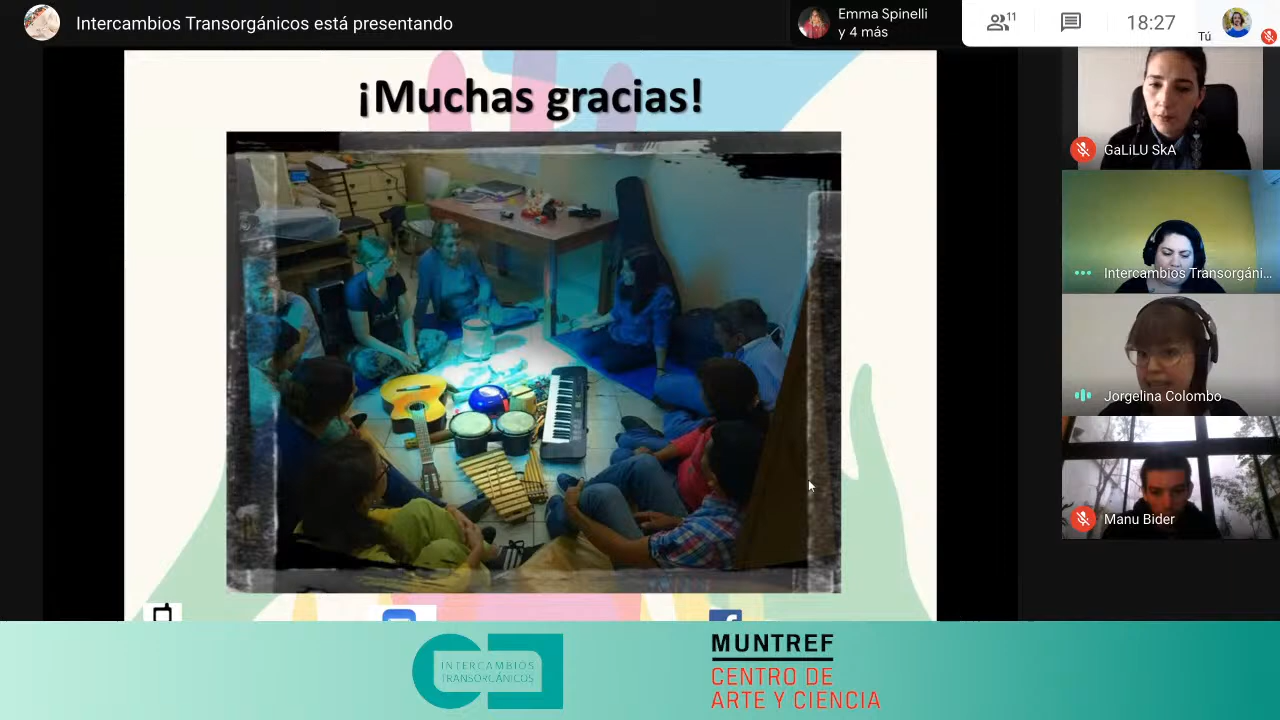 Intercambios Transorgánicos está presentando
Emma Spinelli
y 4 más
11
18:27
Tú
¡Muchas gracias!
GaLiLU SkA
Intercambios Transorgáni...
Jorgelina Colombo
Manu Bider
INTERCAMBIOS
TRANSORGÁNICOS
MUNTREF
CENTRO DE
ARTE Y CIENCIA